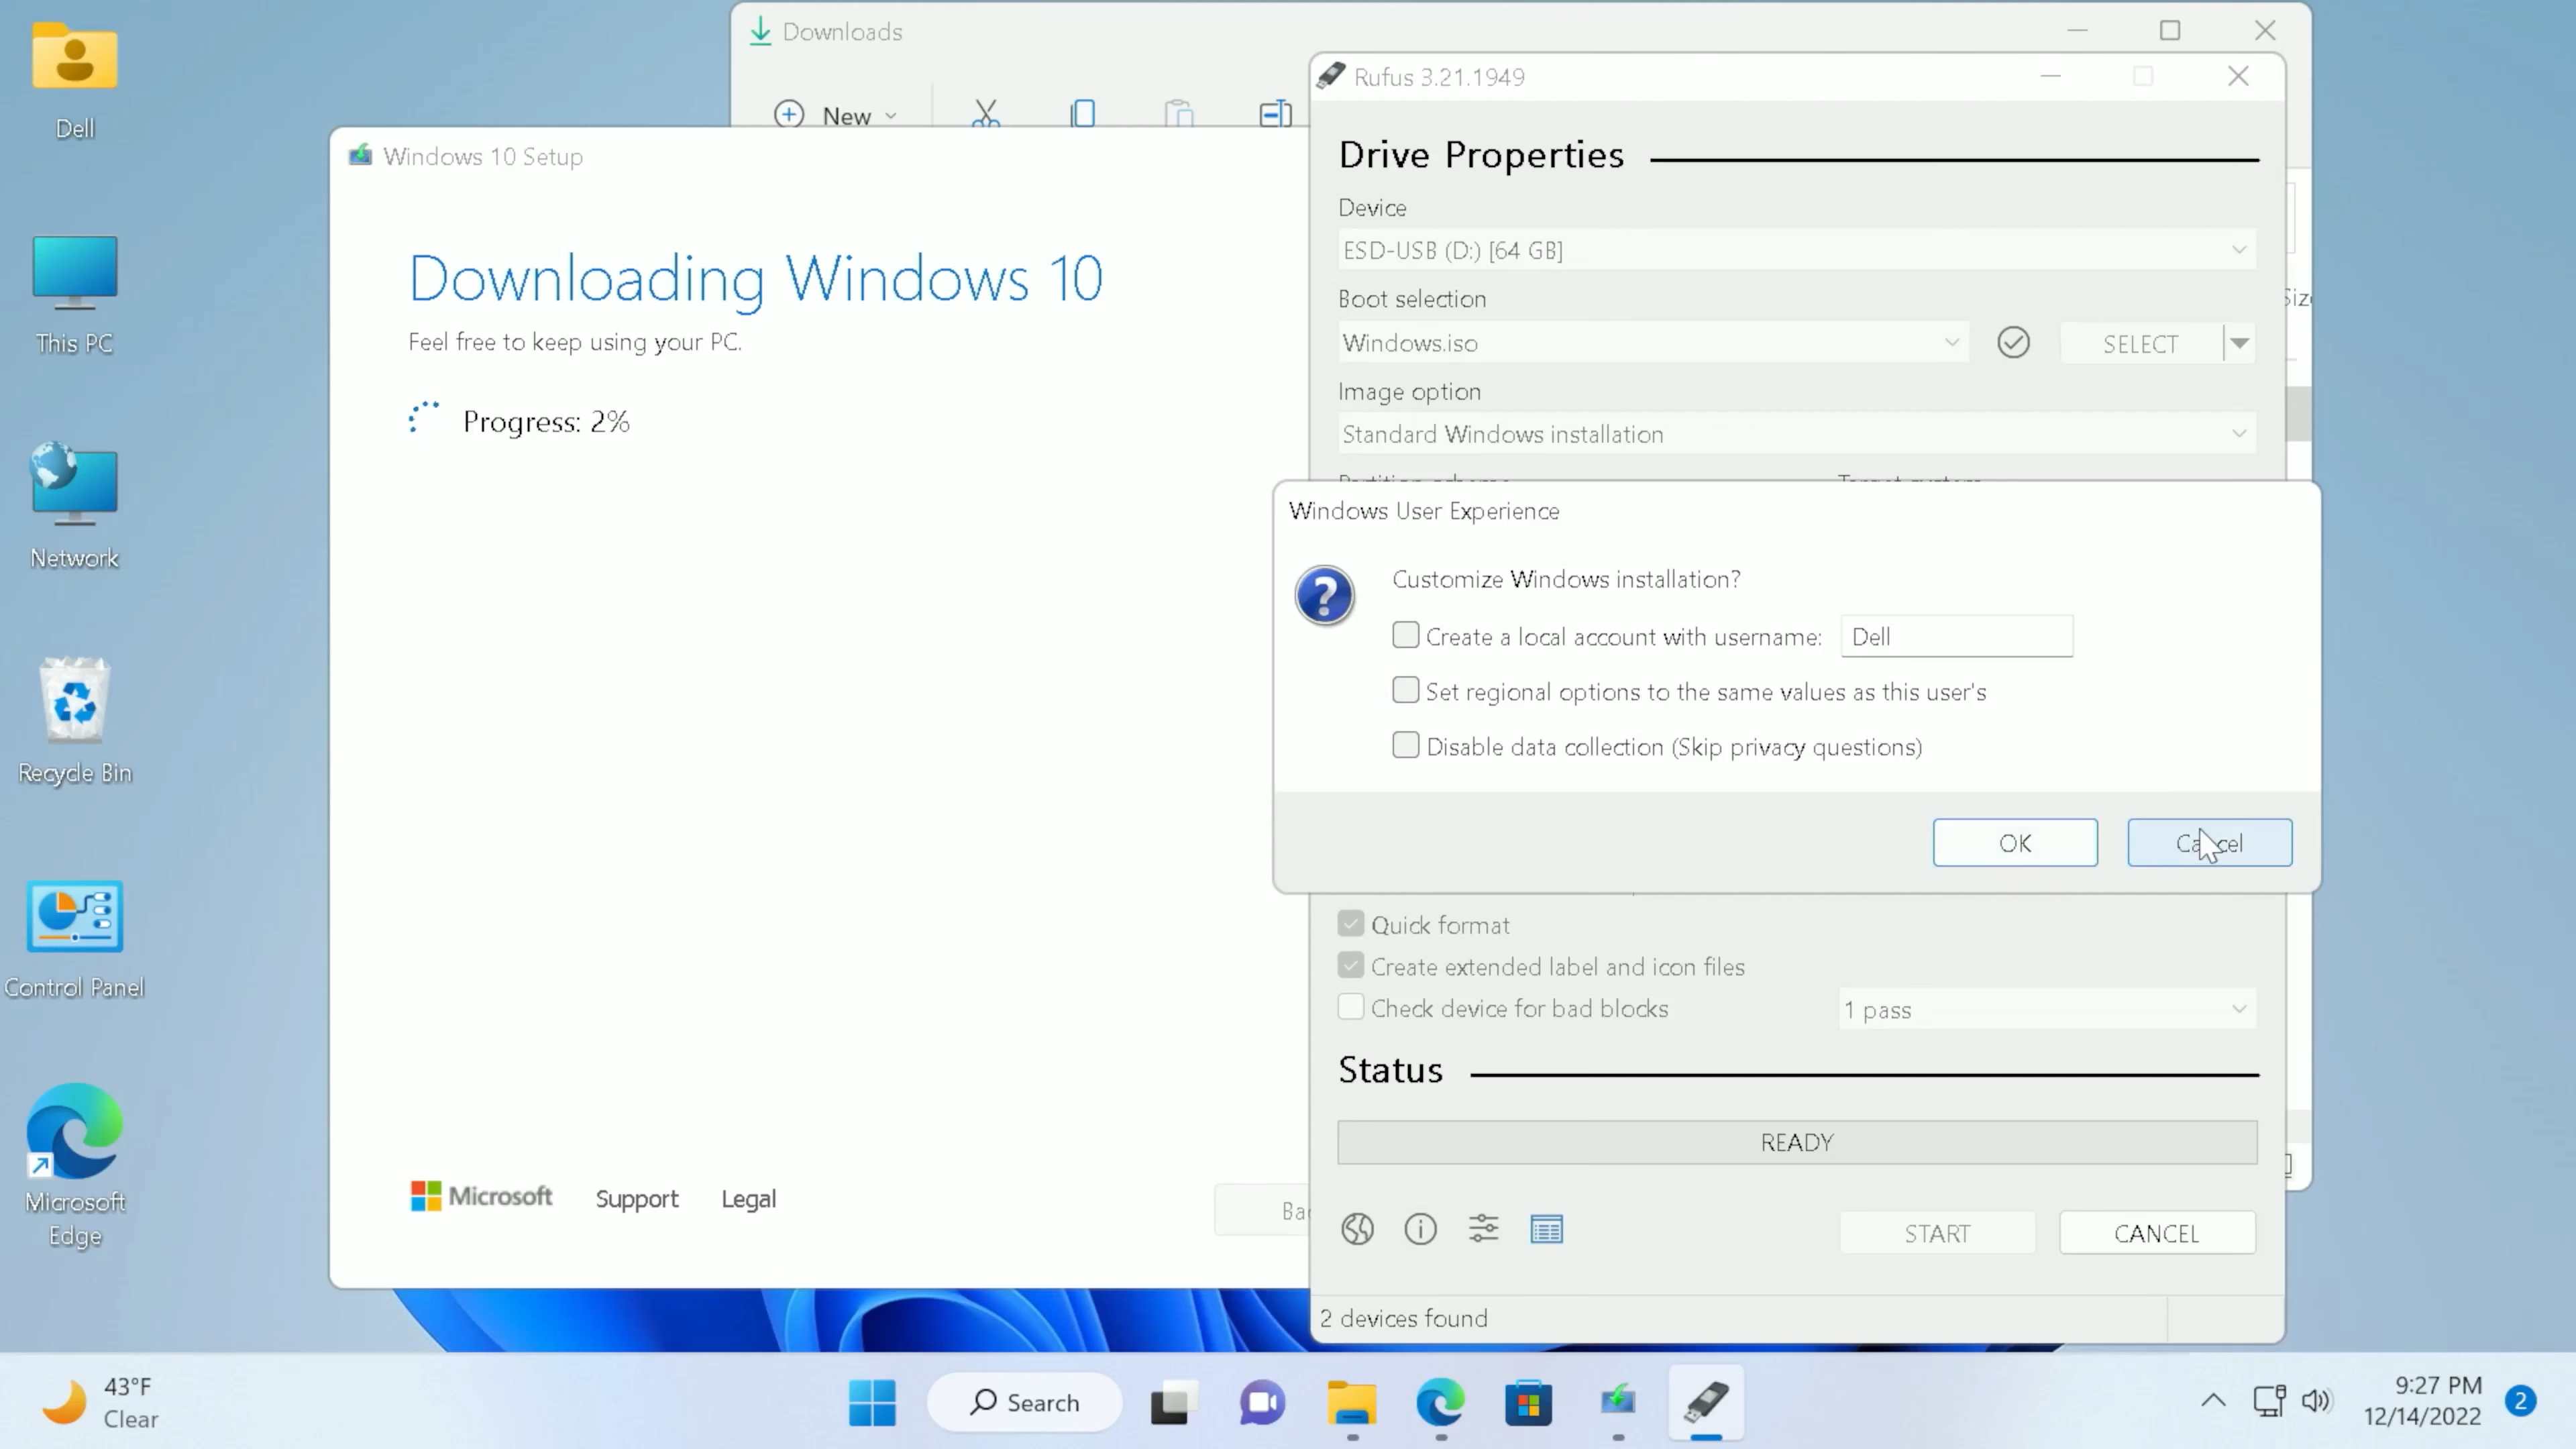 Dell
This PC
Network
Recycle Bin
Control Panel
Microsoft
Edge
Downloads
New
Windows 10 Setup
Downloading Windows 10
Feel free to keep using your PC.
Progress: 2%
Microsoft
Support
Legal
Rufus 3.21.1949
Drive Properties
Device
ESD-USB (D:) [64 GB]
Boot selection
Windows.iso
SELECT
Image option
Standard Windows installation
Windows User Experience
Customize Windows installation?
Create a local account with username:
Dell
Set regional options to the same values as this user's
Disable data collection (Skip privacy questions)
OK
Cancel
Quick format
Create extended label and icon files
Check device for bad blocks
1 pass
Status
READY
START
CANCEL
2 devices found
43°F
Clear
Search
9:27 PM
12/14/2022
2